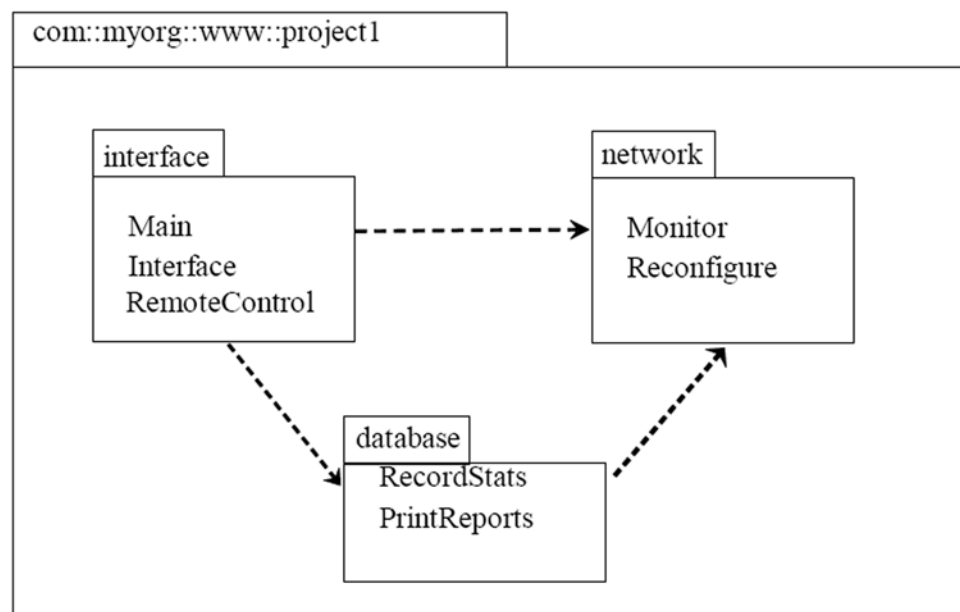 com::myorg::www::project1
interface
Main
Interface
RemoteControl
network
Monitor
Reconfigure
database
RecordStats
PrintReports